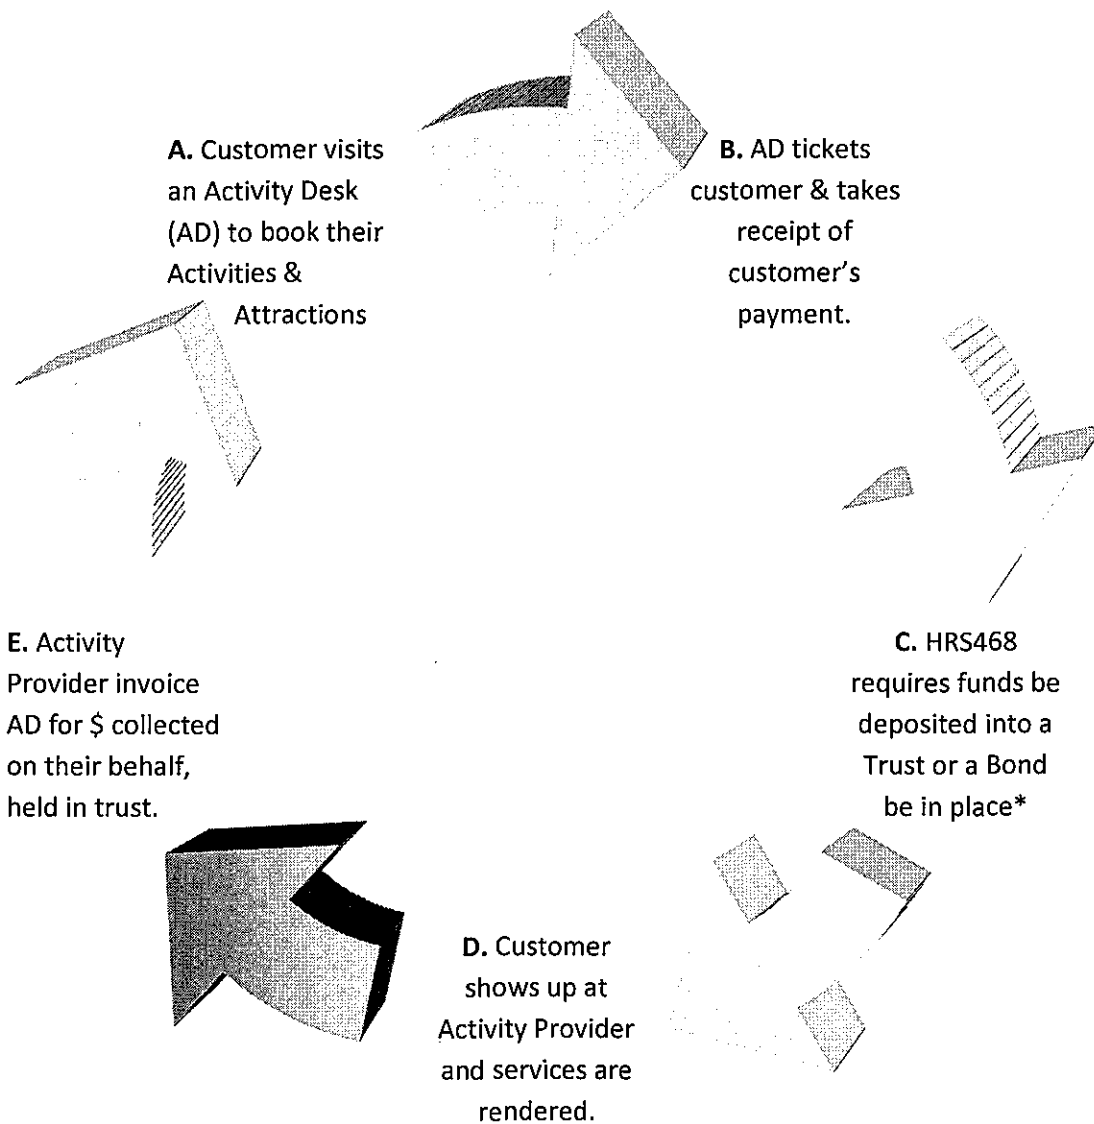 A. Customer visits
an Activity Desk
(AD) to book their
Activities &
Attractions
B. AD tickets
customer & takes
receipt of
customer's
payment.
C. HRS468
requires funds be
deposited into a
Trust or a Bond
be in place*
D. Customer
shows up at
Activity Provider
and services are
rendered.
E. Activity
Provider invoice
AD for $ collected
on their behalf,
held in trust.